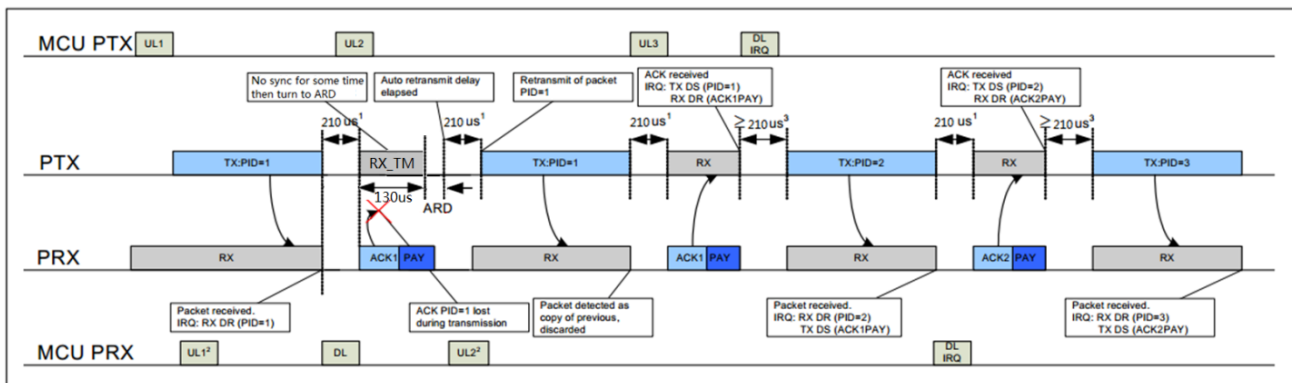 MCU PTX
UL1
UL2
UL3
DL
IRQ
No sync for some time
then turn to ARD
Auto retransmit delay
elapsed
Retransmit of packet
PID=1
ACK received
IRQ: TX DS (PID=1)
RX DR (ACK1PAY)
ACK received
IRQ: TX DS (PID=2)
RX DR (ACK2PAY)
210 us¹
210 us¹
210 us¹
≥ 210 us³
210 us¹
≥ 210 us³
PTX
TX:PID=1
RX_TM
TX:PID=1
RX
TX:PID=2
RX
TX:PID=3
130us
ARD
PRX
RX
ACK1
PAY
RX
ACK1
PAY
RX
ACK2
PAY
RX
Packet received.
IRQ: RX DR (PID=1)
ACK PID=1 lost
during transmission
Packet detected as
copy of previous,
discarded
Packet received.
IRQ: RX DR (PID=2)
TX DS (ACK1PAY)
Packet received.
IRQ: RX DR (PID=3)
TX DS (ACK2PAY)
MCU PRX
UL1²
DL
UL2²
DL
IRQ